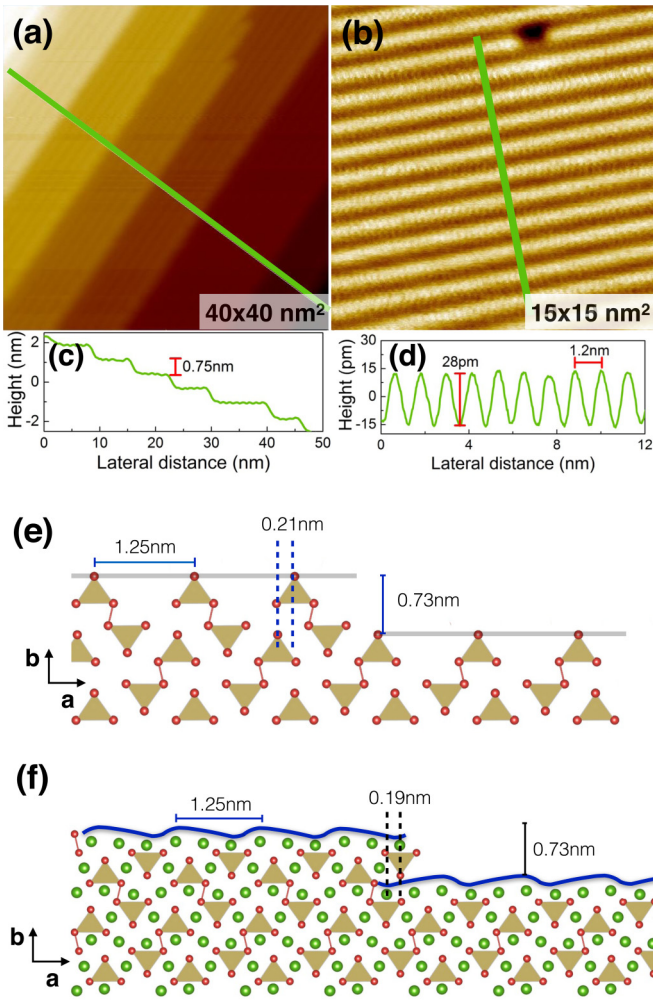 (a)
(b)
40x40 nm²
15x15 nm²
(c)
Height (nm)
2
0
-2
0.75nm
0 10 20 30 40 50
Lateral distance (nm)
(d)
Height (pm)
30
15
0
-15
28pm
1.2nm
0 4 8 12
Lateral distance (nm)
(e)
0.21nm
1.25nm
0.73nm
b
a
(f)
1.25nm
0.19nm
0.73nm
b
a